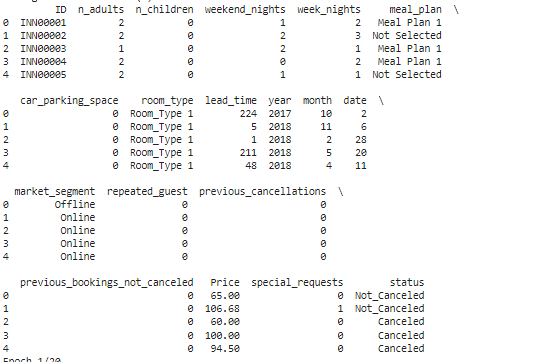 ID n_adults n_children weekend_nights week_nights meal_plan \
0 INN00001 2 0 1 2 Meal Plan 1
1 INN00002 2 0 2 3 Not Selected
2 INN00003 1 0 2 1 Meal Plan 1
3 INN00004 2 0 0 2 Meal Plan 1
4 INN00005 2 0 1 1 Not Selected
car_parking_space room_type lead_time year month date \
0 0 Room_Type 1 224 2017 10 2
1 0 Room_Type 1 5 2018 11 6
2 0 Room_Type 1 1 2018 2 28
3 0 Room_Type 1 211 2018 5 20
4 0 Room_Type 1 48 2018 4 11
market_segment repeated_guest previous_cancellations \
0 Offline 0 0
1 Online 0 0
2 Online 0 0
3 Online 0 0
4 Online 0 0
previous_bookings_not_canceled Price special_requests status
0 0 65.00 0 Not_Canceled
1 0 106.68 1 Not_Canceled
2 0 60.00 0 Canceled
3 0 100.00 0 Canceled
4 0 94.50 0 Canceled
Epoch 1/20